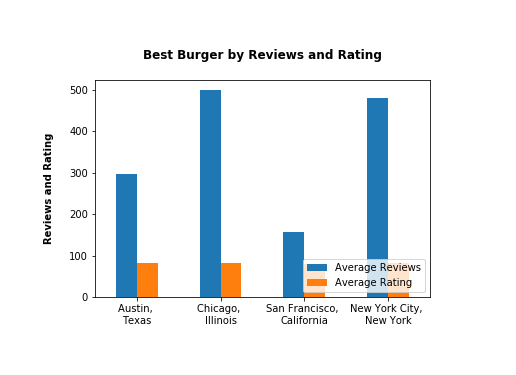 Best Burger by Reviews and Rating
Reviews and Rating
500
400
300
200
100
0
Average Reviews
Average Rating
Austin,
Texas
Chicago,
Illinois
San Francisco,
California
New York City,
New York